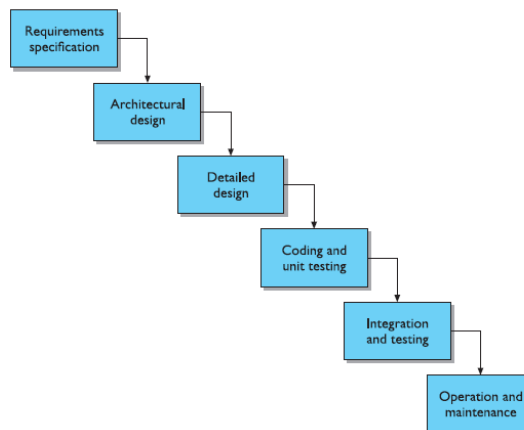 Requirements
specification
Architectural
design
Detailed
design
Coding and
unit testing
Integration
and testing
Operation and
maintenance